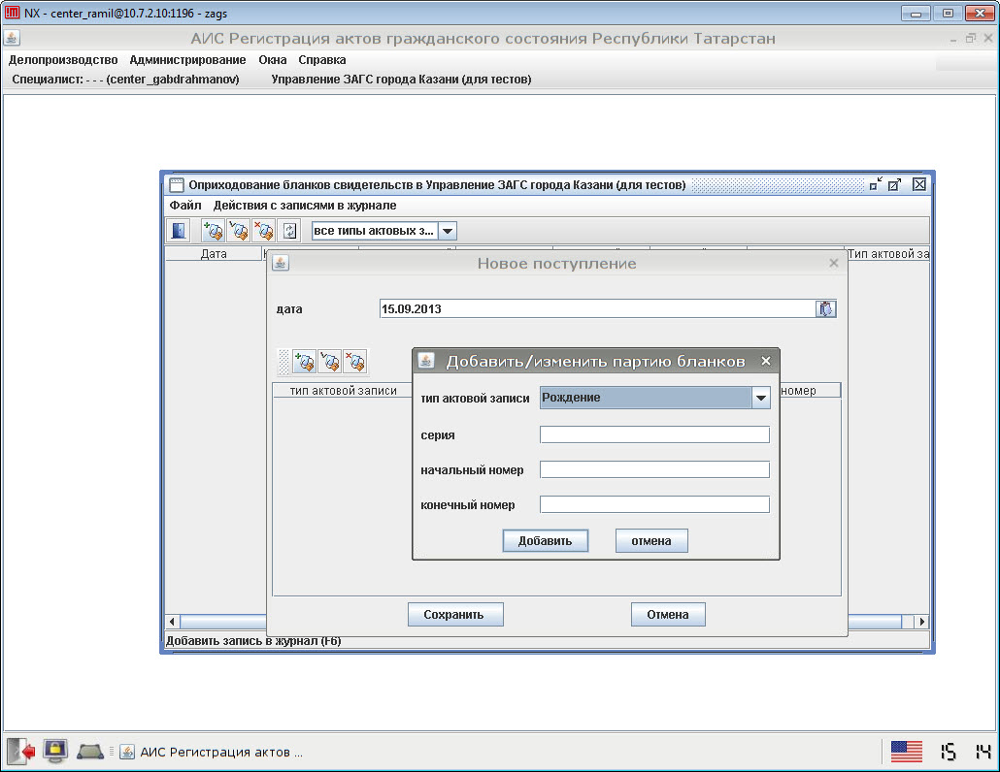 NX - center_ramil@10.7.2.10:1196 - zags
АИС Регистрация актов гражданского состояния Республики Татарстан
Делопроизводство Администрирование Окна Справка
Специалист: - - - (center_gabdrahmanov) Управление ЗАГС города Казани (для тестов)
Оприходование бланков свидетельств в Управление ЗАГС города Казани (для тестов)
Файл Действия с записями в журнале
все типы актовых з...
Дата Тип актовой за
Новое поступление
дата 15.09.2013
тип актовой записи номер
Добавить/изменить партию бланков
тип актовой записи Рождение
серия
начальный номер
конечный номер
Добавить отмена
Сохранить Отмена
Добавить запись в журнал (F6)
АИС Регистрация актов ... 15 14